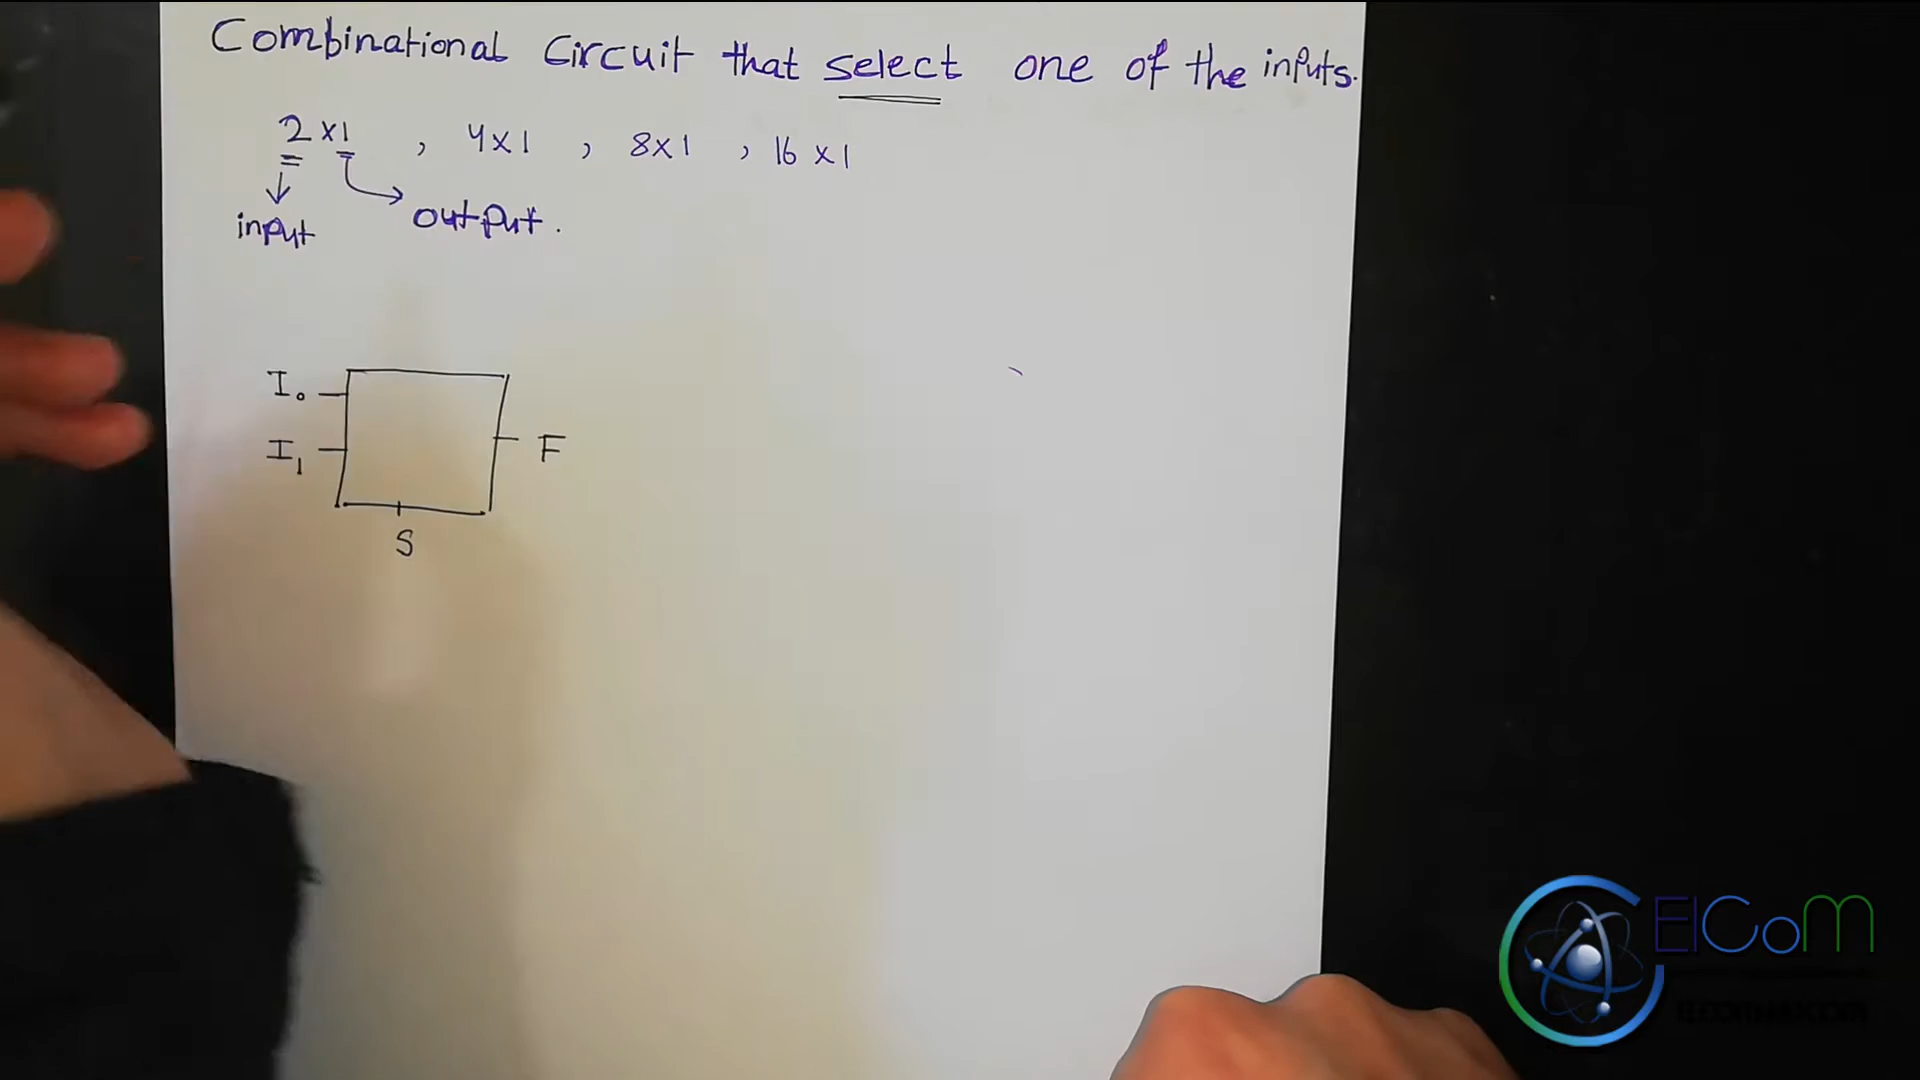 Combinational Circuit that select one of the inputs.
2x1 , 4x1 , 8x1 , 16x1
input output.
I0
I1 F
S
ElCoM